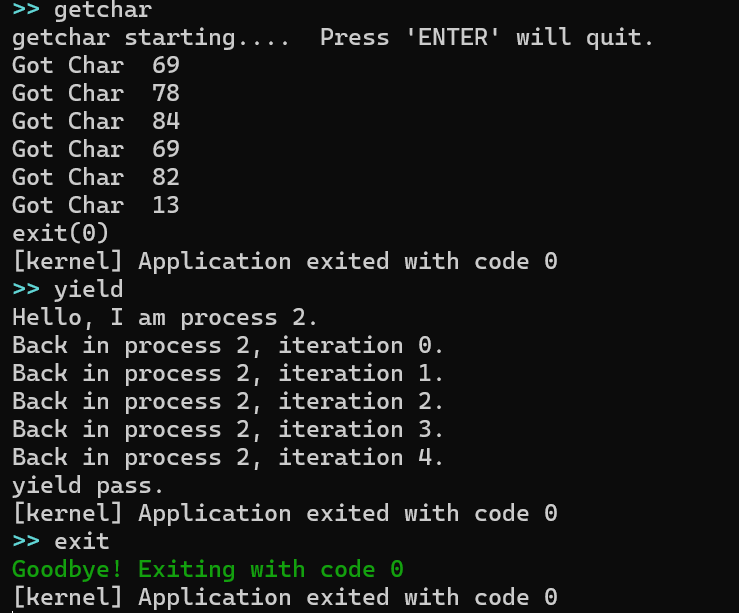 >> getchar
getchar starting....  Press 'ENTER' will quit.
Got Char  69
Got Char  78
Got Char  84
Got Char  69
Got Char  82
Got Char  13
exit(0)
[kernel] Application exited with code 0
>> yield
Hello, I am process 2.
Back in process 2, iteration 0.
Back in process 2, iteration 1.
Back in process 2, iteration 2.
Back in process 2, iteration 3.
Back in process 2, iteration 4.
yield pass.
[kernel] Application exited with code 0
>> exit
Goodbye! Exiting with code 0
[kernel] Application exited with code 0